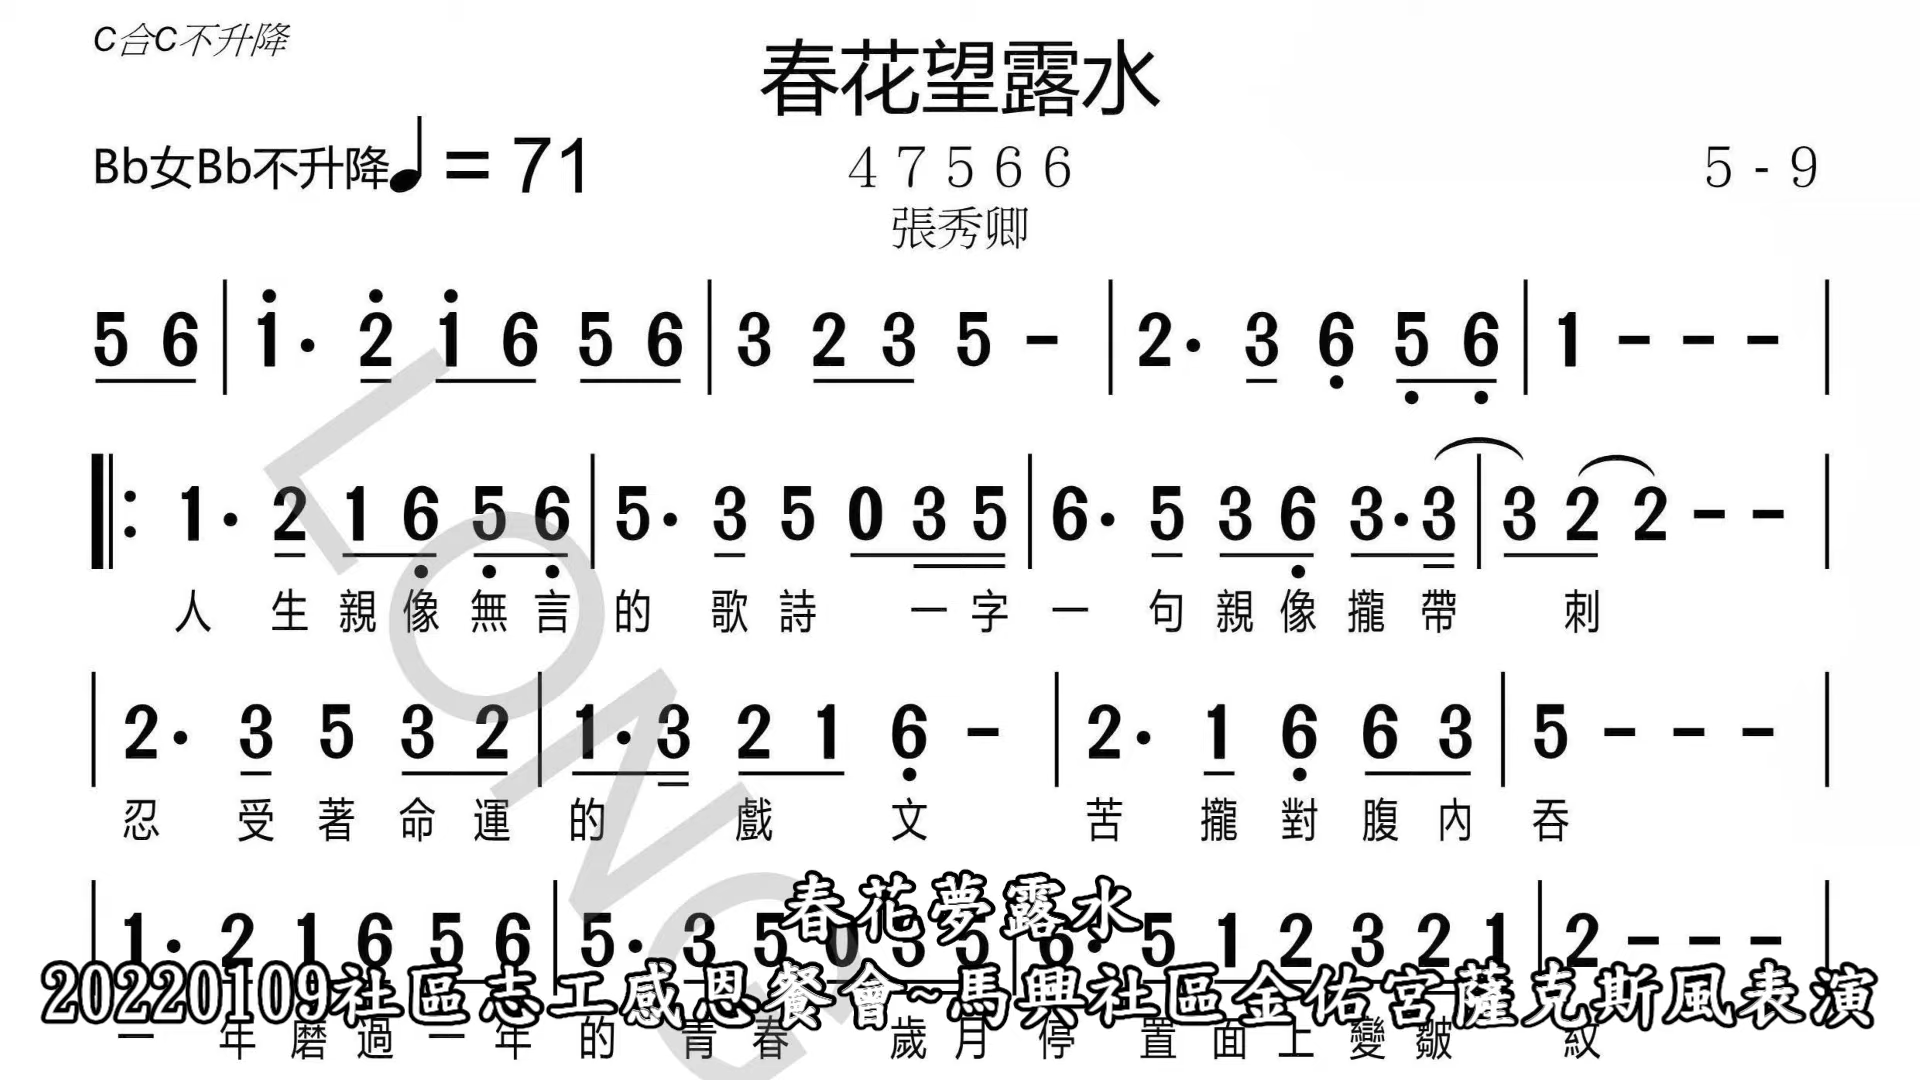 C合C不升降
春花望露水
Bb女Bb不升降♩= 71
4 7 5 6 6
5 - 9
張秀卿
5 6 | 1 · 2 1 6 5 6 | 3 2 3 5 - | 2 · 3 6 5 6 | 1 - - - |
‖: 1 · 2 1 6 5 6 | 5 · 3 5 0 3 5 | 6 · 5 3 6 3 · 3 | 3 2 2 - - |
人 生 親 像 無 言 的 歌 詩 一 字 一 句 親 像 攏 帶 刺
| 2 · 3 5 3 2 | 1 · 3 2 1 6 - | 2 · 1 6 6 3 | 5 - - - |
忍 受 著 命 運 的 戲 文 苦 攏 對 腹 內 吞
春花夢露水
| 1 · 2 1 6 5 6 | 5 · 3 5 0 3 5 | 6 · 5 1 2 3 2 1 | 2 - - - |
20220109社區志工感恩餐會~馬興社區金佑宮薩克斯風表演
一 年 磨 過 一 年 的 青 春 歲 月 停 置 面 上 變 皺 紋
LONG